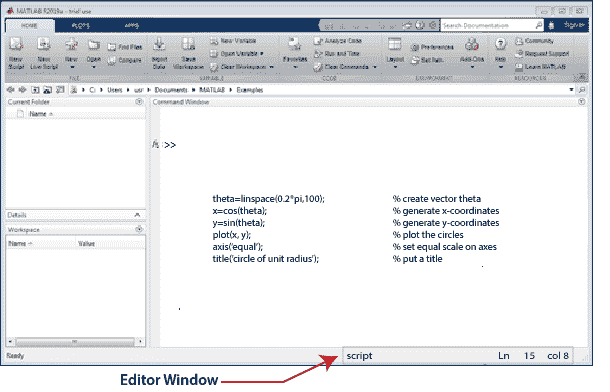 MATLAB R2019a - trial use
HOME PLOTS APPS Search Documentation Sign In
New Script New Live Script New Open Find Files Compare Import Data Save Workspace New Variable Open Variable Clear Workspace Favorites Analyze Code Run and Time Clear Commands Layout Preferences Set Path Add-Ons Help Community Request Support Learn MATLAB
FILE VARIABLE CODE ENVIRONMENT RESOURCES
C: Users usr Documents MATLAB Examples
Current Folder Command Window
Name
fx >>
theta=linspace(0.2*pi,100); % create vector theta
x=cos(theta); % generate x-coordinates
y=sin(theta); % generate y-coordinates
plot(x, y); % plot the circles
axis('equal'); % set equal scale on axes
title('circle of unit radius'); % put a title
Details
Workspace
Name Value
Ready script Ln 15 col 8
Editor Window